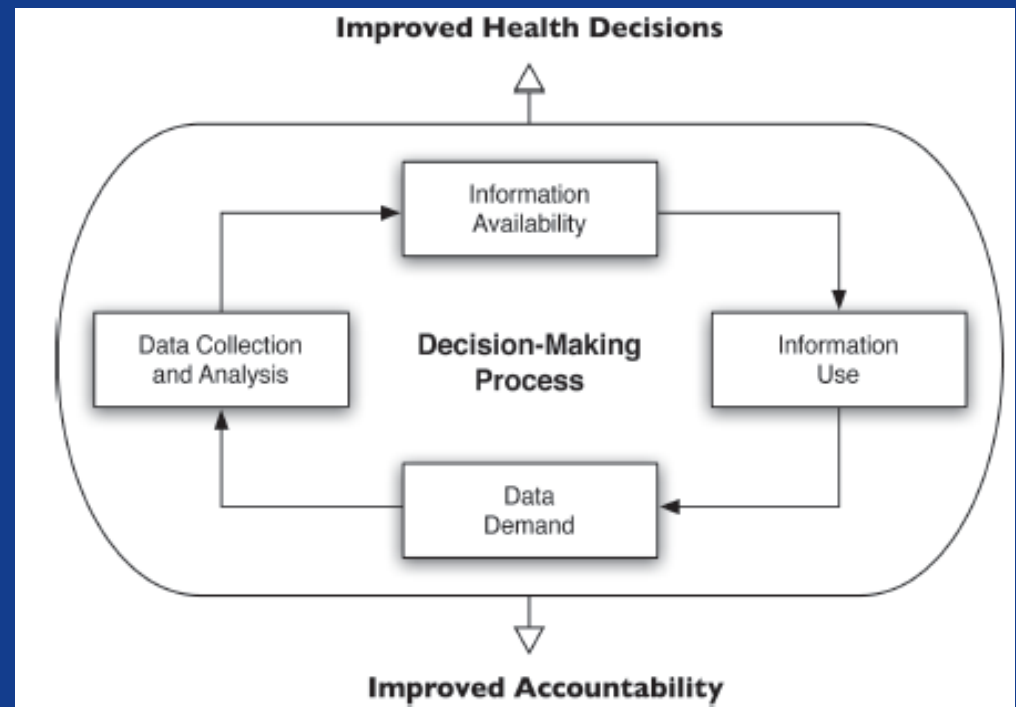 Improved Health Decisions
Information
Availability
Data Collection
and Analysis
Decision-Making
Process
Information
Use
Data
Demand
Improved Accountability